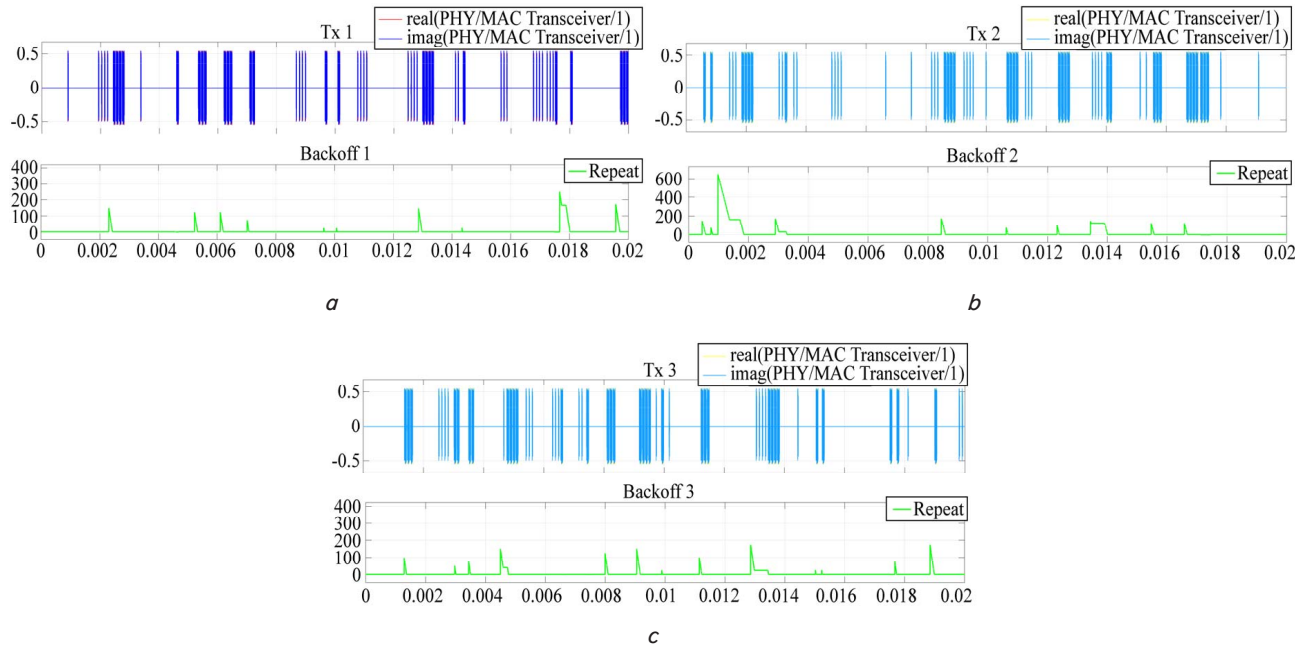 Tx 1
real(PHY/MAC Transceiver/1)
imag(PHY/MAC Transceiver/1)
0.5
0
-0.5
Backoff 1
Repeat
400
300
200
100
0
0 0.002 0.004 0.006 0.008 0.01 0.012 0.014 0.016 0.018 0.02
a
Tx 2
real(PHY/MAC Transceiver/1)
imag(PHY/MAC Transceiver/1)
0.5
0
-0.5
Backoff 2
Repeat
600
400
200
0
0 0.002 0.004 0.006 0.008 0.01 0.012 0.014 0.016 0.018 0.02
b
Tx 3
real(PHY/MAC Transceiver/1)
imag(PHY/MAC Transceiver/1)
0.5
0
-0.5
Backoff 3
Repeat
400
300
200
100
0
0 0.002 0.004 0.006 0.008 0.01 0.012 0.014 0.016 0.018 0.02
c